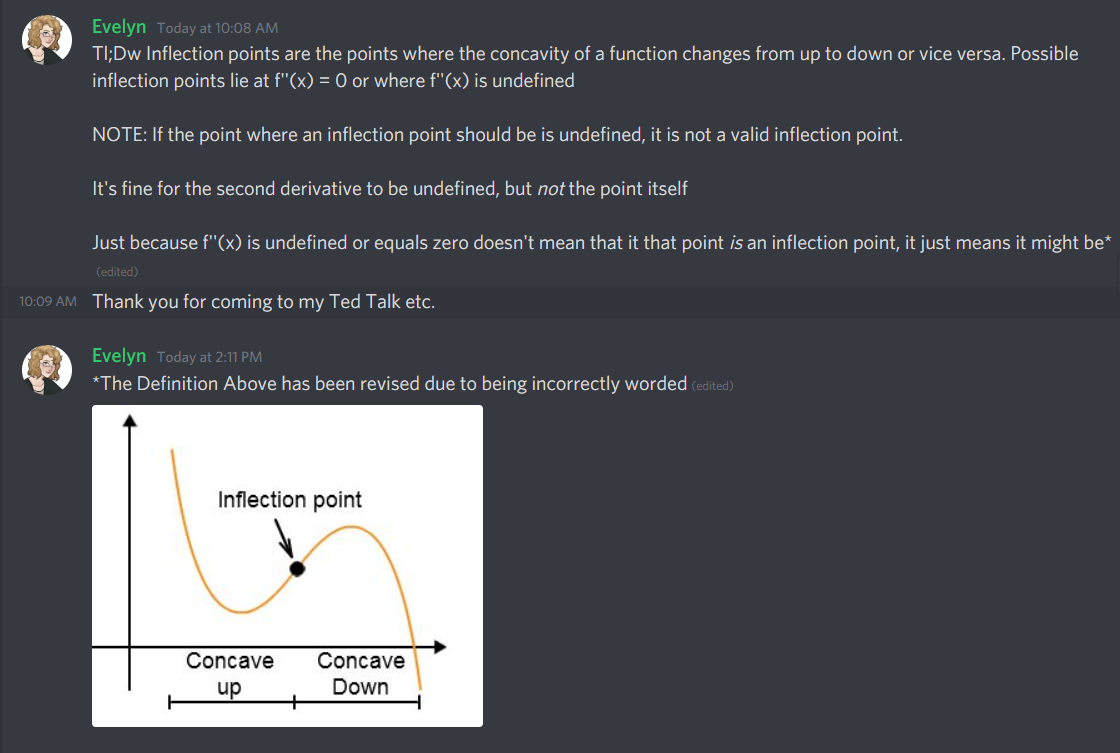 Evelyn Today at 10:08 AM
Tl;Dw Inflection points are the points where the concavity of a function changes from up to down or vice versa. Possible
inflection points lie at f''(x) = 0 or where f''(x) is undefined
NOTE: If the point where an inflection point should be is undefined, it is not a valid inflection point.
It's fine for the second derivative to be undefined, but not the point itself
Just because f''(x) is undefined or equals zero doesn't mean that it that point is an inflection point, it just means it might be*
(edited)
10:09 AM Thank you for coming to my Ted Talk etc.
Evelyn Today at 2:11 PM
*The Definition Above has been revised due to being incorrectly worded (edited)
Inflection point
Concave Concave
up Down